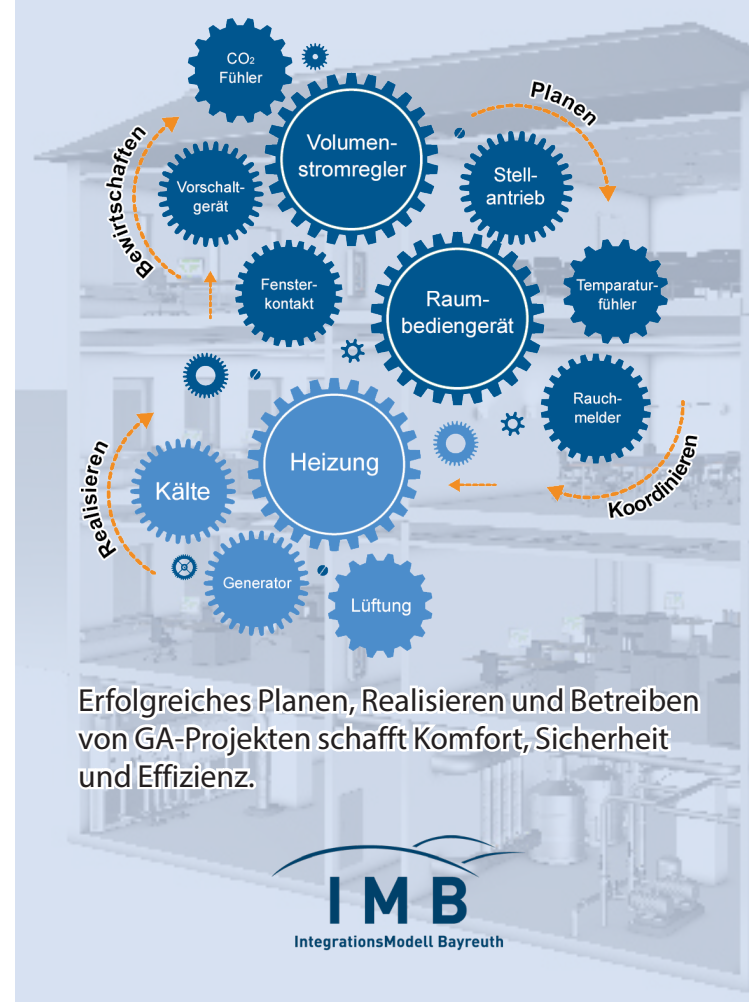 CO₂
Fühler
Volumen-
stromregler
Planen
Bewirtschaften
Vorschalt-
gerät
Stell-
antrieb
Fenster-
kontakt
Raum-
bediengerät
Temparatur-
fühler
Rauch-
melder
Koordinieren
Heizung
Realisieren
Kälte
Generator
Lüftung
Erfolgreiches Planen, Realisieren und Betreiben
von GA-Projekten schafft Komfort, Sicherheit
und Effizienz.
IMB
IntegrationsModell Bayreuth